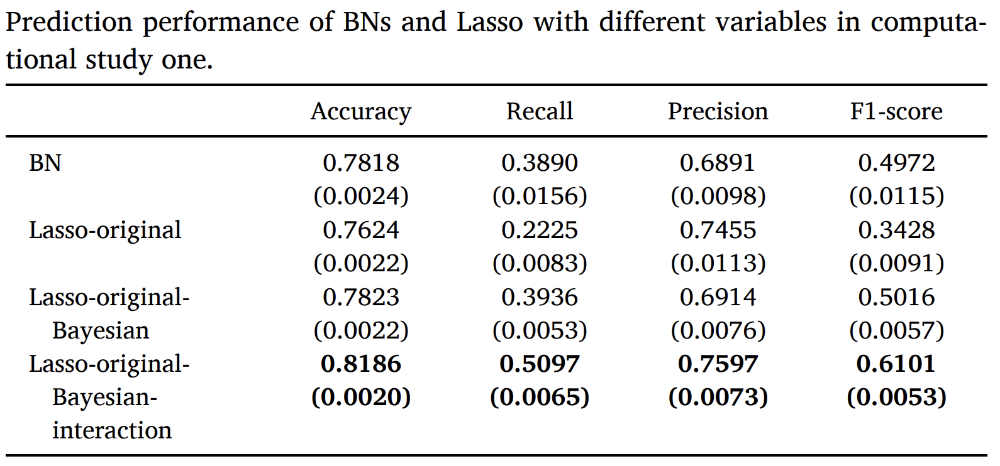 Prediction performance of BNs and Lasso with different variables in computa-
tional study one.
Accuracy Recall Precision F1-score
BN 0.7818 0.3890 0.6891 0.4972
(0.0024) (0.0156) (0.0098) (0.0115)
Lasso-original 0.7624 0.2225 0.7455 0.3428
(0.0022) (0.0083) (0.0113) (0.0091)
Lasso-original- 0.7823 0.3936 0.6914 0.5016
Bayesian (0.0022) (0.0053) (0.0076) (0.0057)
Lasso-original- 0.8186 0.5097 0.7597 0.6101
Bayesian- (0.0020) (0.0065) (0.0073) (0.0053)
interaction